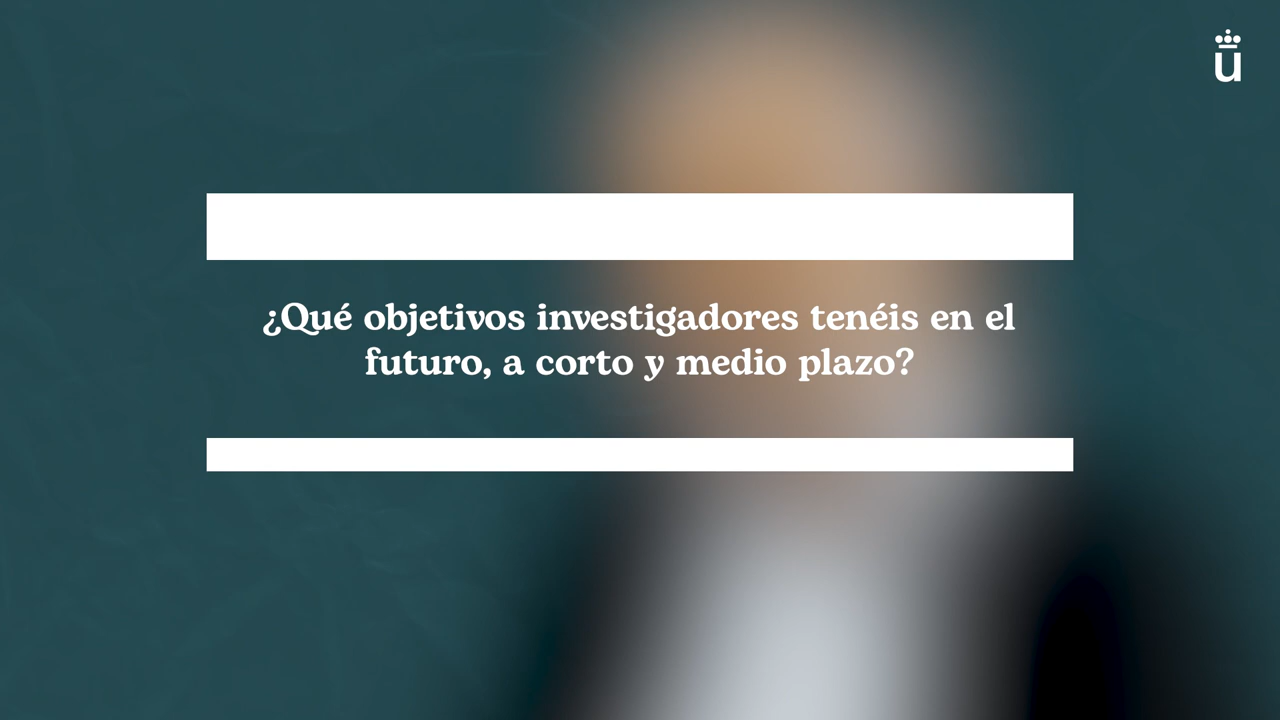 ¿Qué objetivos investigadores tenéis en el
futuro, a corto y medio plazo?